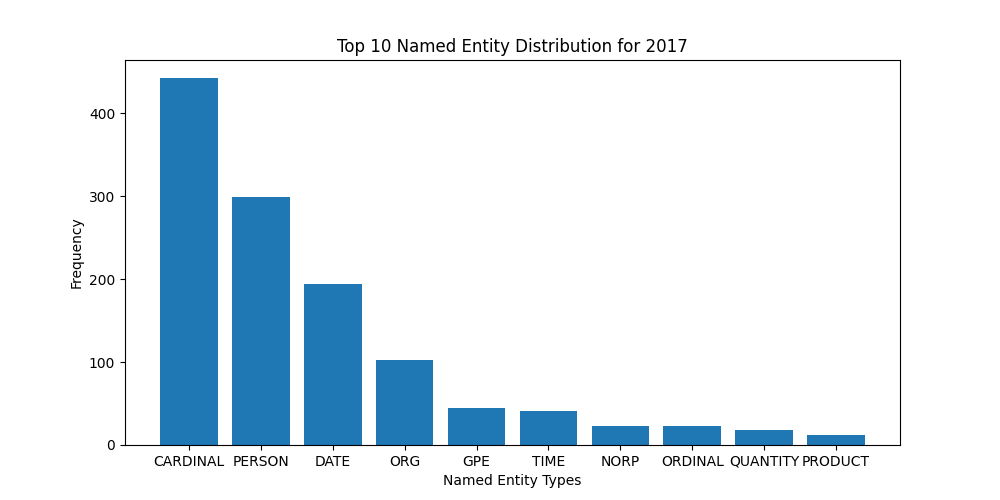 Top 10 Named Entity Distribution for 2017
Frequency
400
300
200
100
0
CARDINAL PERSON DATE ORG GPE TIME NORP ORDINAL QUANTITY PRODUCT
Named Entity Types